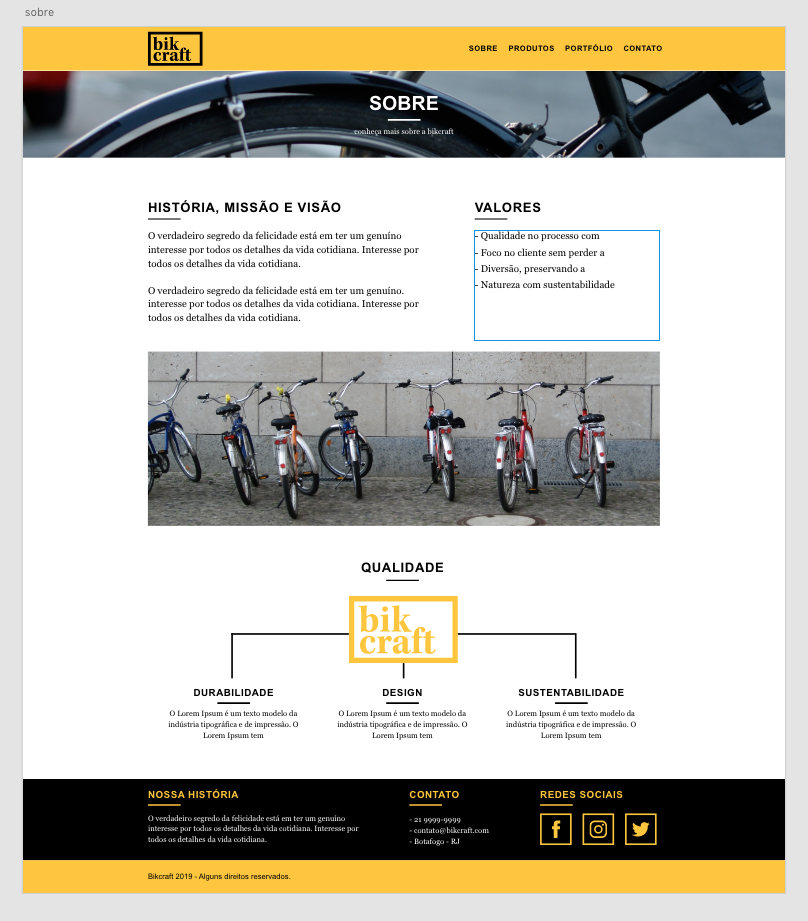 sobre
bik
craft
SOBRE PRODUTOS PORTFÓLIO CONTATO
SOBRE
conheça mais sobre a bikcraft
HISTÓRIA, MISSÃO E VISÃO
O verdadeiro segredo da felicidade está em ter um genuíno
interesse por todos os detalhes da vida cotidiana. Interesse por
todos os detalhes da vida cotidiana.
O verdadeiro segredo da felicidade está em ter um genuíno.
interesse por todos os detalhes da vida cotidiana. Interesse por
todos os detalhes da vida cotidiana.
VALORES
- Qualidade no processo com
- Foco no cliente sem perder a
- Diversão, preservando a
- Natureza com sustentabilidade
QUALIDADE
bik
craft
DURABILIDADE
O Lorem Ipsum é um texto modelo da
indústria tipográfica e de impressão. O
Lorem Ipsum tem
DESIGN
O Lorem Ipsum é um texto modelo da
indústria tipográfica e de impressão. O
Lorem Ipsum tem
SUSTENTABILIDADE
O Lorem Ipsum é um texto modelo da
indústria tipográfica e de impressão. O
Lorem Ipsum tem
NOSSA HISTÓRIA
O verdadeiro segredo da felicidade está em ter um genuíno
interesse por todos os detalhes da vida cotidiana. Interesse por
todos os detalhes da vida cotidiana.
CONTATO
- 21 9999-9999
- contato@bikcraft.com
- Botafogo - RJ
REDES SOCIAIS
Bikcraft 2019 - Alguns direitos reservados.